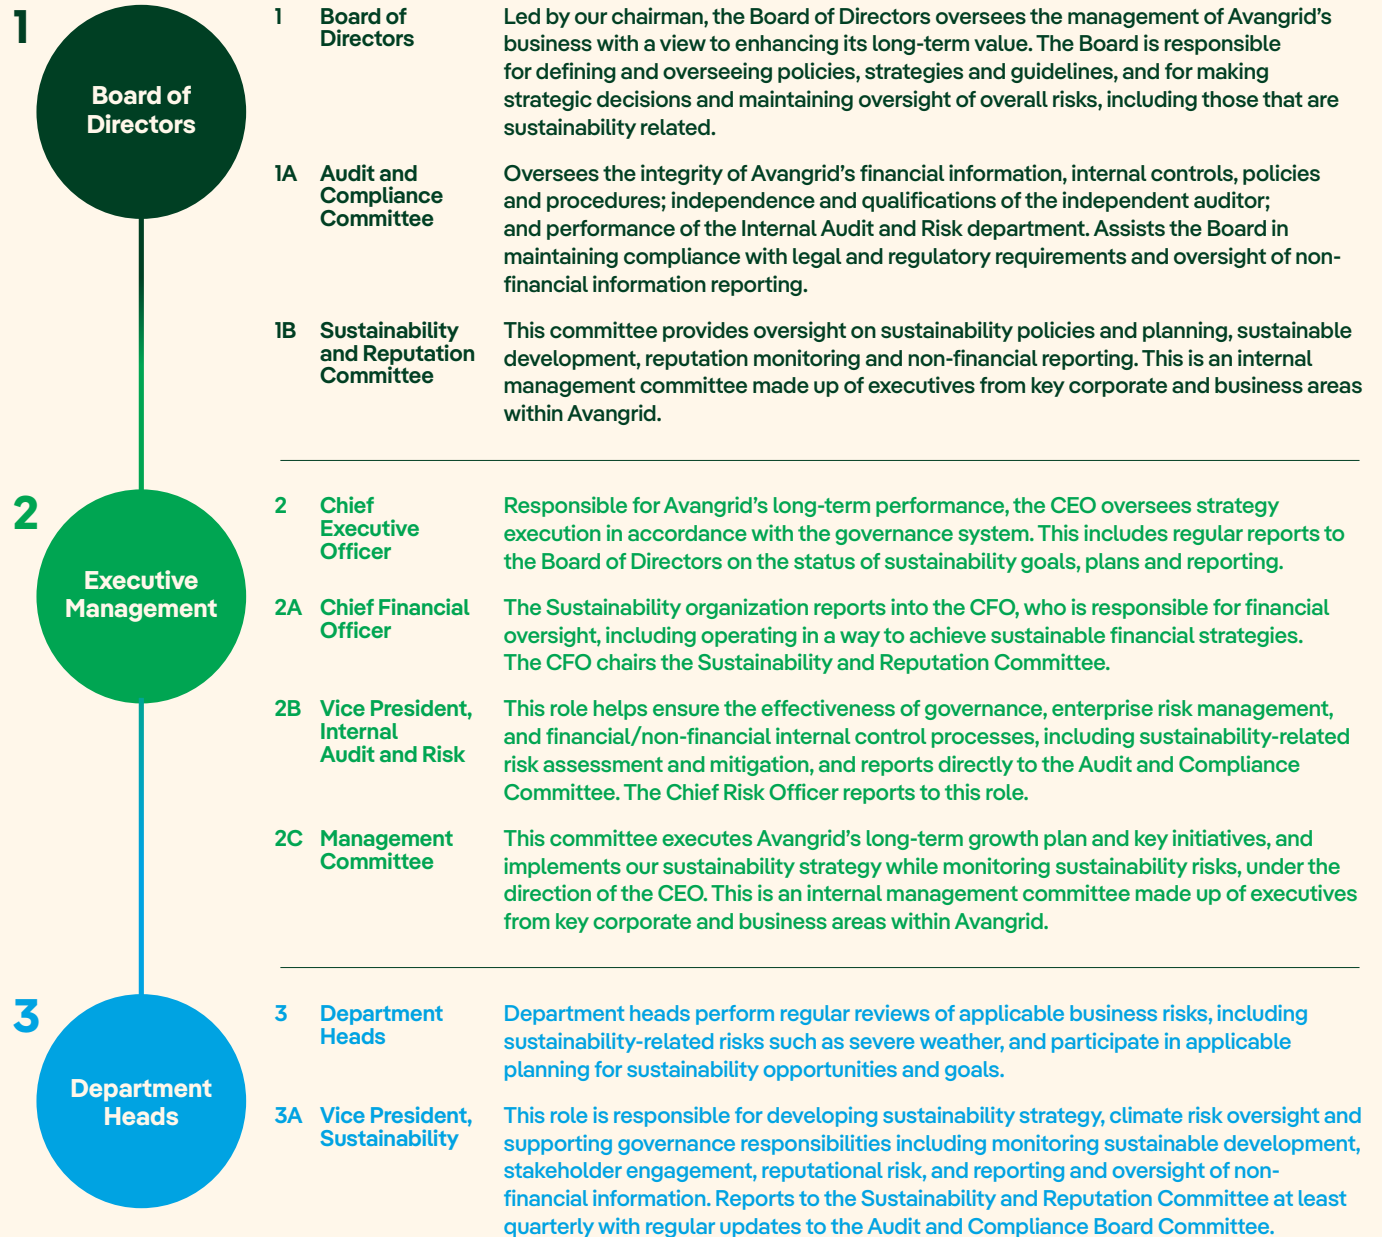 1
Board of
Directors
1 Board of
Directors
Led by our chairman, the Board of Directors oversees the management of Avangrid's
business with a view to enhancing its long-term value. The Board is responsible
for defining and overseeing policies, strategies and guidelines, and for making
strategic decisions and maintaining oversight of overall risks, including those that are
sustainability related.
1A Audit and
Compliance
Committee
Oversees the integrity of Avangrid's financial information, internal controls, policies
and procedures; independence and qualifications of the independent auditor;
and performance of the Internal Audit and Risk department. Assists the Board in
maintaining compliance with legal and regulatory requirements and oversight of non-
financial information reporting.
1B Sustainability
and Reputation
Committee
This committee provides oversight on sustainability policies and planning, sustainable
development, reputation monitoring and non-financial reporting. This is an internal
management committee made up of executives from key corporate and business areas
within Avangrid.
2
Executive
Management
2 Chief
Executive
Officer
Responsible for Avangrid's long-term performance, the CEO oversees strategy
execution in accordance with the governance system. This includes regular reports to
the Board of Directors on the status of sustainability goals, plans and reporting.
2A Chief Financial
Officer
The Sustainability organization reports into the CFO, who is responsible for financial
oversight, including operating in a way to achieve sustainable financial strategies.
The CFO chairs the Sustainability and Reputation Committee.
2B Vice President,
Internal
Audit and Risk
This role helps ensure the effectiveness of governance, enterprise risk management,
and financial/non-financial internal control processes, including sustainability-related
risk assessment and mitigation, and reports directly to the Audit and Compliance
Committee. The Chief Risk Officer reports to this role.
2C Management
Committee
This committee executes Avangrid's long-term growth plan and key initiatives, and
implements our sustainability strategy while monitoring sustainability risks, under the
direction of the CEO. This is an internal management committee made up of executives
from key corporate and business areas within Avangrid.
3
Department
Heads
3 Department
Heads
Department heads perform regular reviews of applicable business risks, including
sustainability-related risks such as severe weather, and participate in applicable
planning for sustainability opportunities and goals.
3A Vice President,
Sustainability
This role is responsible for developing sustainability strategy, climate risk oversight and
supporting governance responsibilities including monitoring sustainable development,
stakeholder engagement, reputational risk, and reporting and oversight of non-
financial information. Reports to the Sustainability and Reputation Committee at least
quarterly with regular updates to the Audit and Compliance Board Committee.